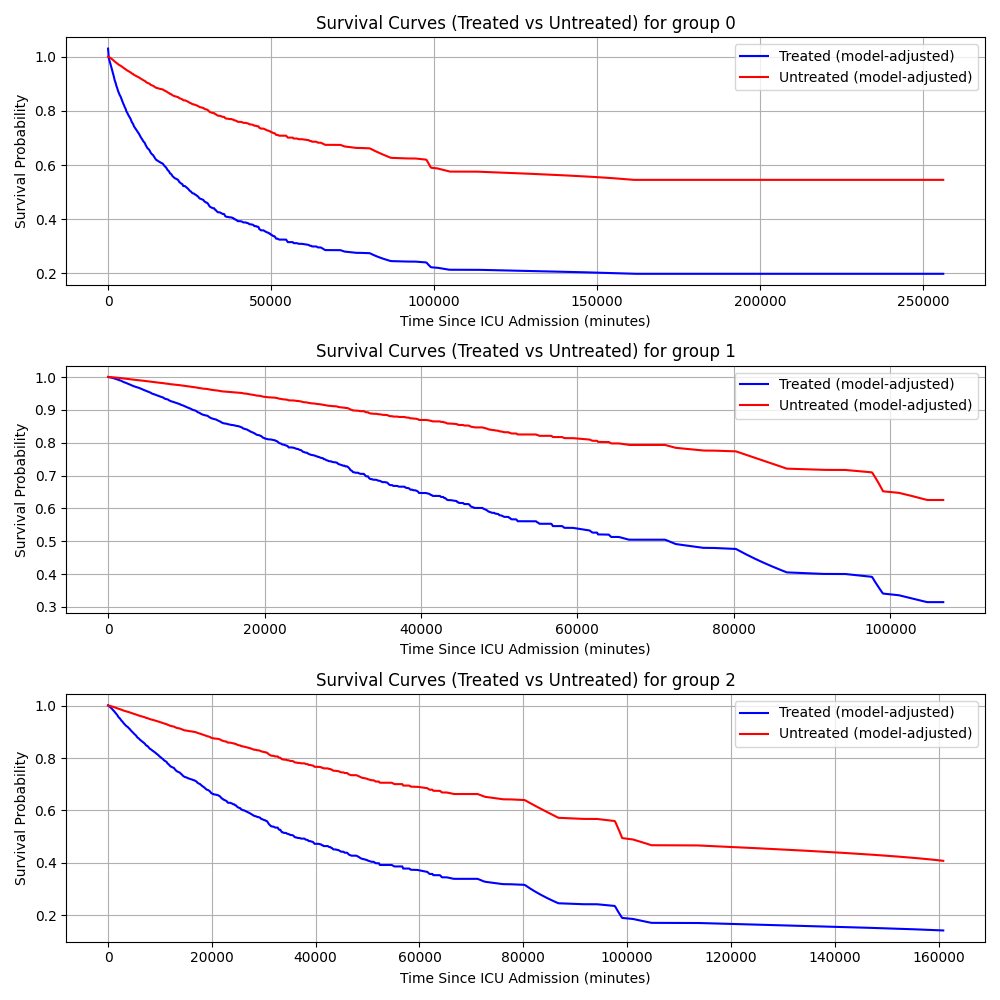 Survival Curves (Treated vs Untreated) for group 0
Treated (model-adjusted)
Untreated (model-adjusted)
Survival Probability
1.0
0.8
0.6
0.4
0.2
0 50000 100000 150000 200000 250000
Time Since ICU Admission (minutes)
Survival Curves (Treated vs Untreated) for group 1
Treated (model-adjusted)
Untreated (model-adjusted)
Survival Probability
1.0
0.9
0.8
0.7
0.6
0.5
0.4
0.3
0 20000 40000 60000 80000 100000
Time Since ICU Admission (minutes)
Survival Curves (Treated vs Untreated) for group 2
Treated (model-adjusted)
Untreated (model-adjusted)
Survival Probability
1.0
0.8
0.6
0.4
0.2
0 20000 40000 60000 80000 100000 120000 140000 160000
Time Since ICU Admission (minutes)